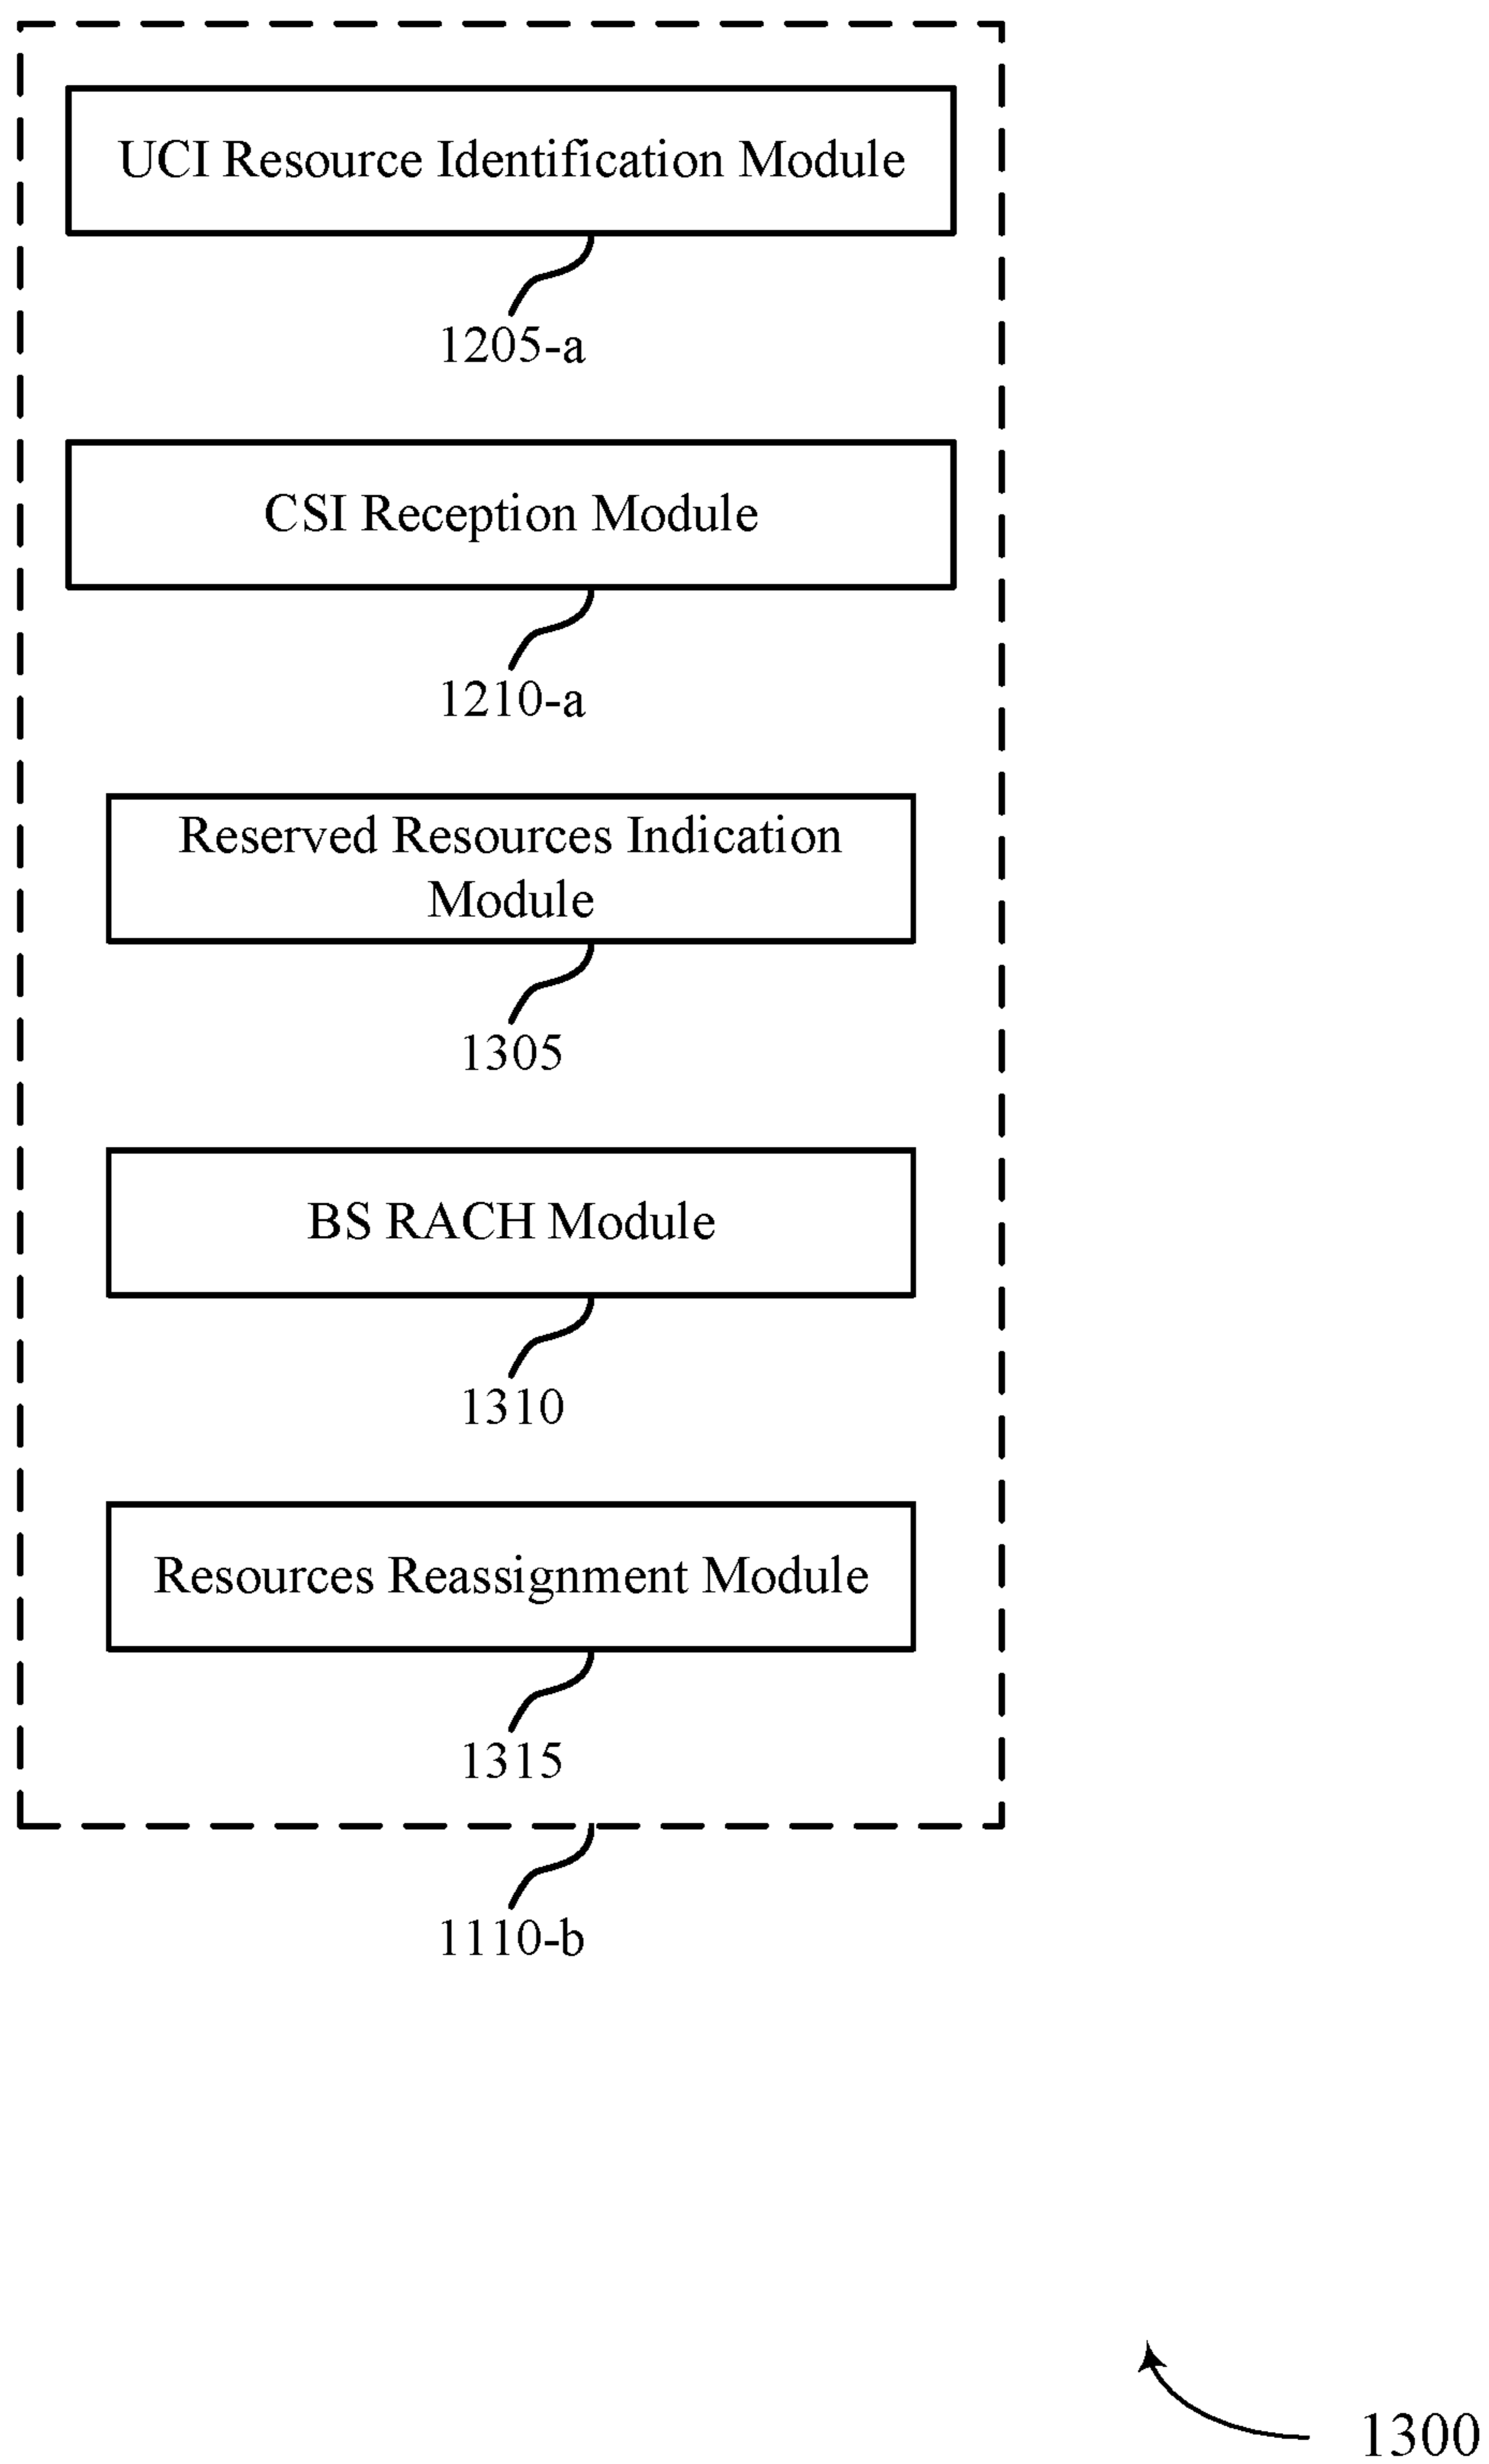 UCI Resource Identification Module
1205-a
CSI Reception Module
1210-a
Reserved Resources Indication
Module
1305
BS RACH Module
1310
Resources Reassignment Module
1315
1110-b
1300